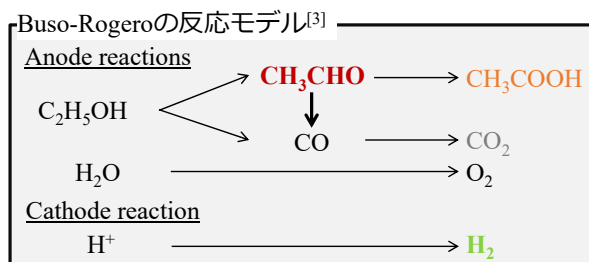 Buso-Rogeroの反応モデル[3]
Anode reactions
CH₃CHO
CH₃COOH
C₂H₅OH
CO
CO₂
H₂O
O₂
Cathode reaction
H⁺
H₂